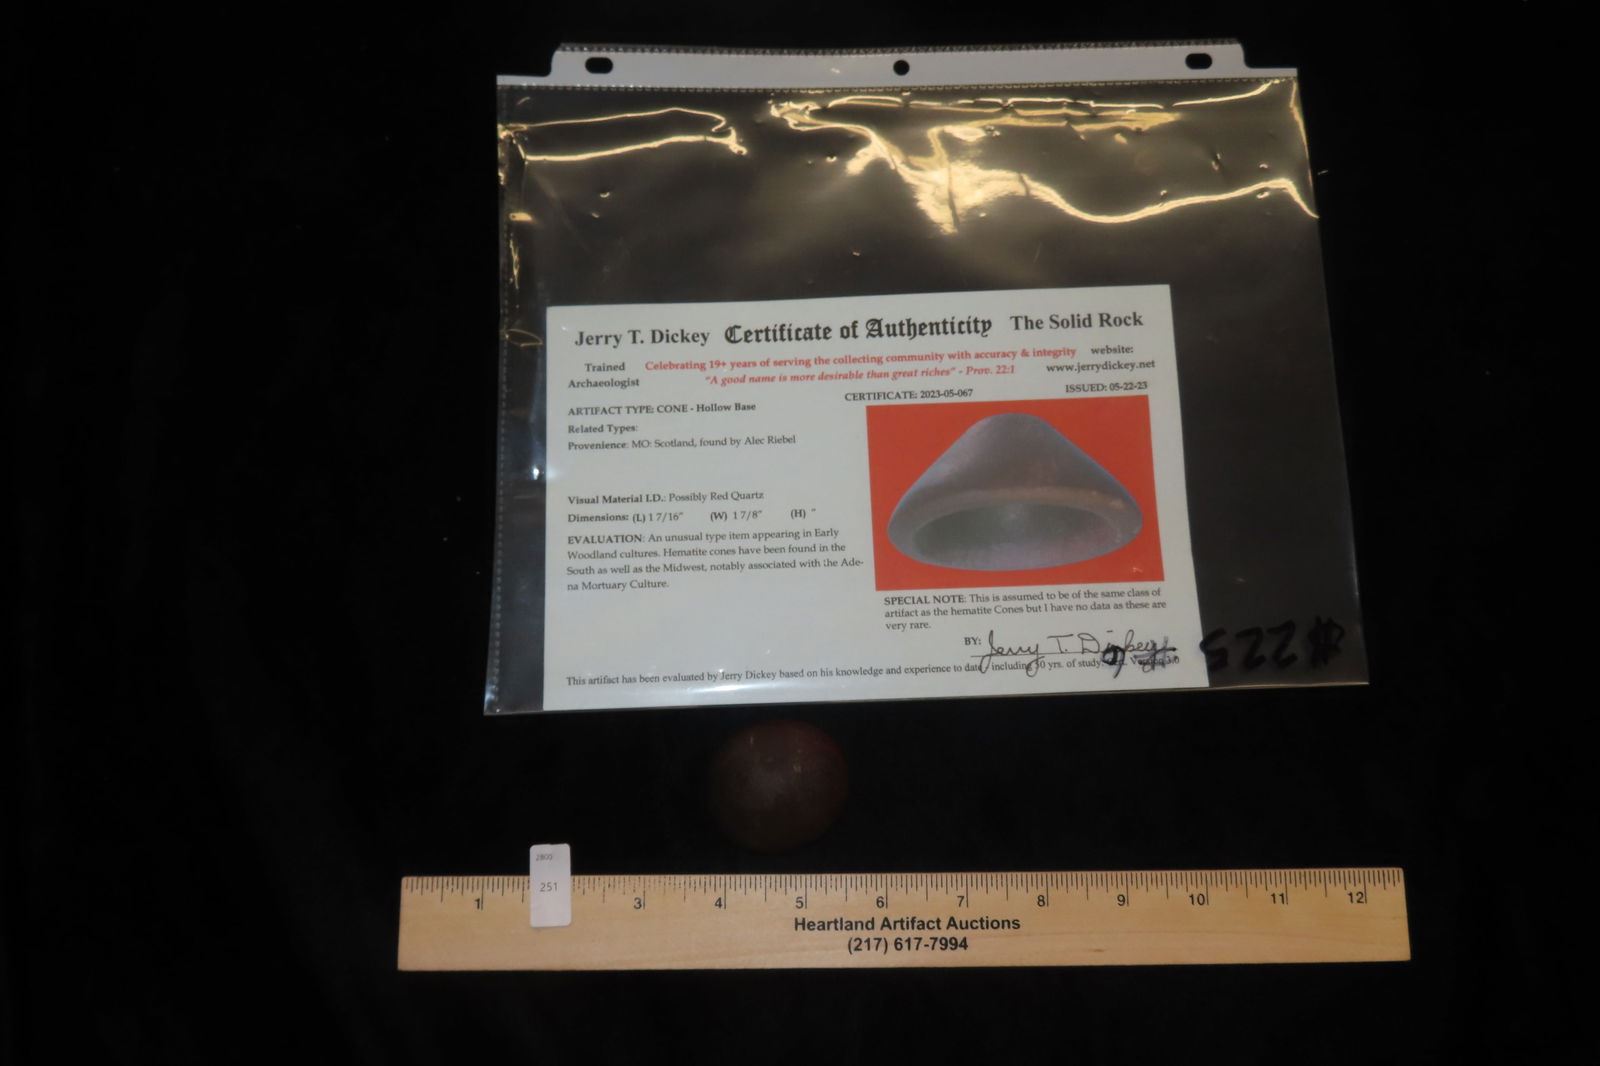 Jerry T. Dickey Certificate of Authenticity The Solid Rock
Trained
Archaeologist
Celebrating 19+ years of serving the collecting community with accuracy & integrity
"A good name is more desirable than great riches" - Prov. 22:1
website:
www.jerrydickey.net
CERTIFICATE: 2023-05-067
ISSUED: 05-22-23
ARTIFACT TYPE: CONE - Hollow Base
Related Types:
Provenience: MO: Scotland, found by Alec Riebel
Visual Material I.D.: Possibly Red Quartz
Dimensions: (L) 1 7/16" (W) 1 7/8" (H) "
EVALUATION: An unusual type item appearing in Early
Woodland cultures. Hematite cones have been found in the
South as well as the Midwest, notably associated with the Ade-
na Mortuary Culture.
SPECIAL NOTE: This is assumed to be of the same class of
artifact as the hematite Cones but I have no data as these are
very rare.
BY: Jerry T. Dickey
This artifact has been evaluated by Jerry Dickey based on his knowledge and experience to date - including 50 yrs. of study.
2800
251
1 3 4 5 6 7 8 9 10 11 12
Heartland Artifact Auctions
(217) 617-7994